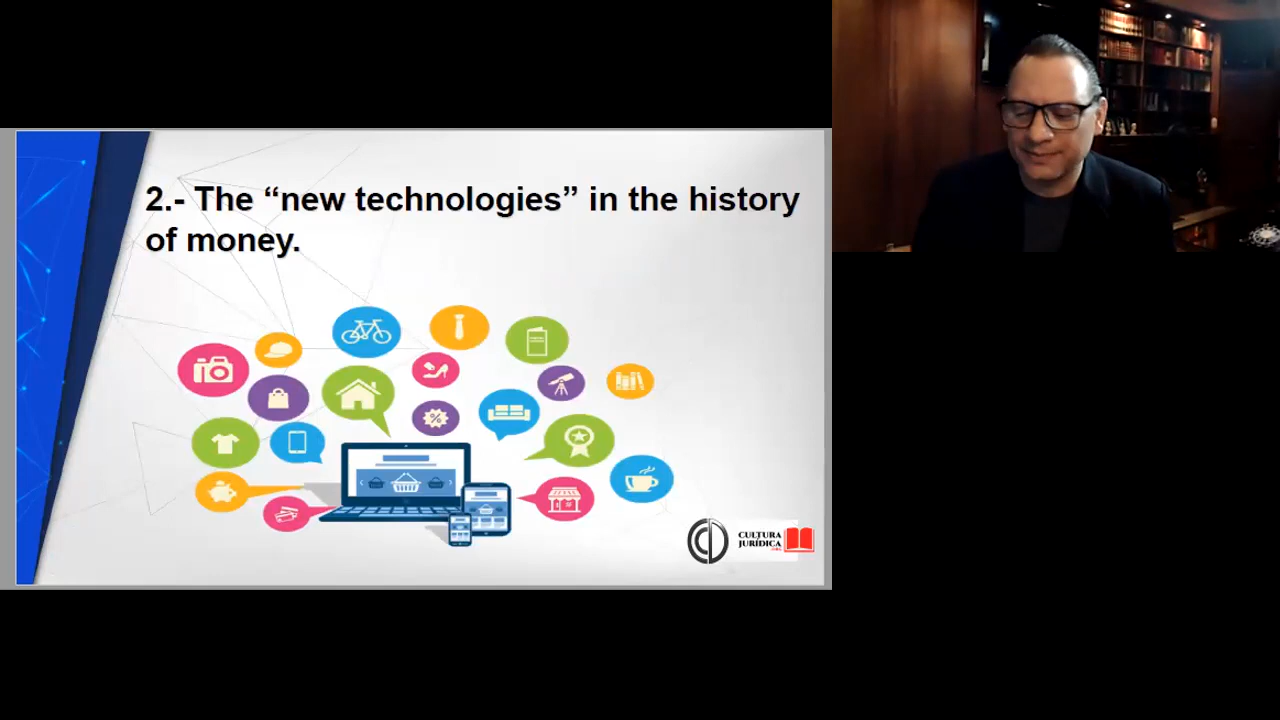 2.- The “new technologies” in the history
of money.
CULTURA
JURÍDICA